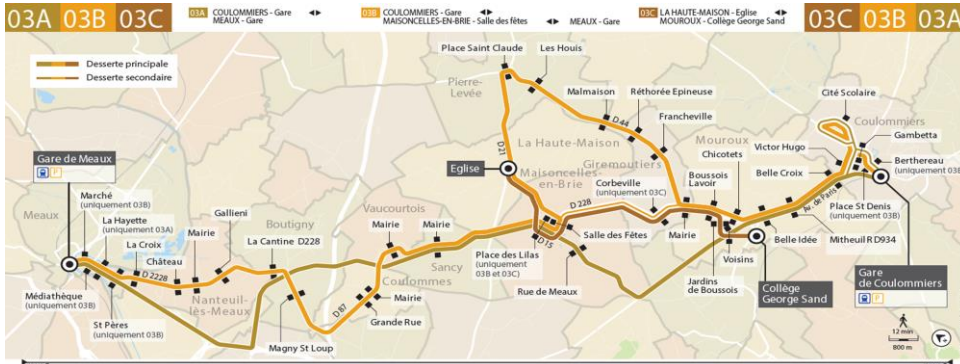 03A 03B 03C
03A COULOMMIERS - Gare ◄►
MEAUX - Gare
03B COULOMMIERS - Gare ◄►
MAISONCELLES-EN-BRIE - Salle des fêtes ◄► MEAUX - Gare
03C LA HAUTE-MAISON - Eglise ◄►
MOUROUX - Collège George Sand
03C 03B 03A
Desserte principale
Desserte secondaire
Place Saint Claude
Les Houis
Pierre-
Levée
Malmaison
Réthorée Epineuse
Francheville
D 44
D21
Cité Scolaire
Coulommiers
Gambetta
Victor Hugo
Berthereau
(uniquement 03B)
Mouroux
Chicotets
Belle Croix
La Haute-Maison
Giremoutiers
Gare de Meaux
P
Eglise
Maisoncelles-
en-Brie
Corbeville
(uniquement 03C)
Boussois
Lavoir
Av. de Paris
Place St Denis
(uniquement 03B)
Marché
(uniquement 03B)
Meaux
La Hayette
(uniquement 03A)
Gallieni
La Croix
Mairie
Château
Boutigny
La Cantine D228
Vaucourtois
Mairie
Mairie
D 228
Salle des Fêtes
Mairie
Belle Idée
Mitheuil R D934
D 2228
D 15
Place des Lilas
(uniquement
03B et 03C)
Voisins
Sancy
Coulommes
Gare
de Coulommiers
P
Médiathèque
(uniquement 03B)
Nanteuil-
lès-Meaux
D 87
Mairie
Rue de Meaux
Jardins
de Boussois
Collège
George Sand
St Pères
(uniquement 03B)
Grande Rue
Magny St Loup
12 min
800 m